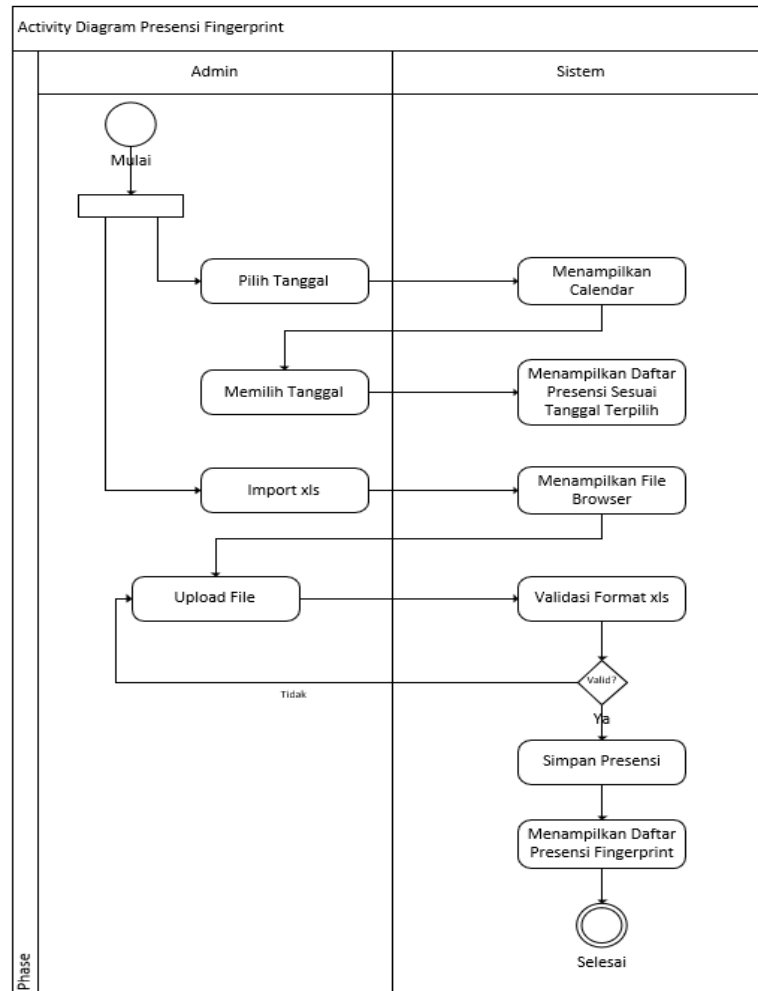 Activity Diagram Presensi Fingerprint
Admin
Sistem
Mulai
Pilih Tanggal
Menampilkan
Calendar
Memilih Tanggal
Menampilkan Daftar
Presensi Sesuai
Tanggal Terpilih
Import xls
Menampilkan File
Browser
Upload File
Validasi Format xls
Valid?
Tidak
Ya
Simpan Presensi
Menampilkan Daftar
Presensi Fingerprint
Selesai
Phase